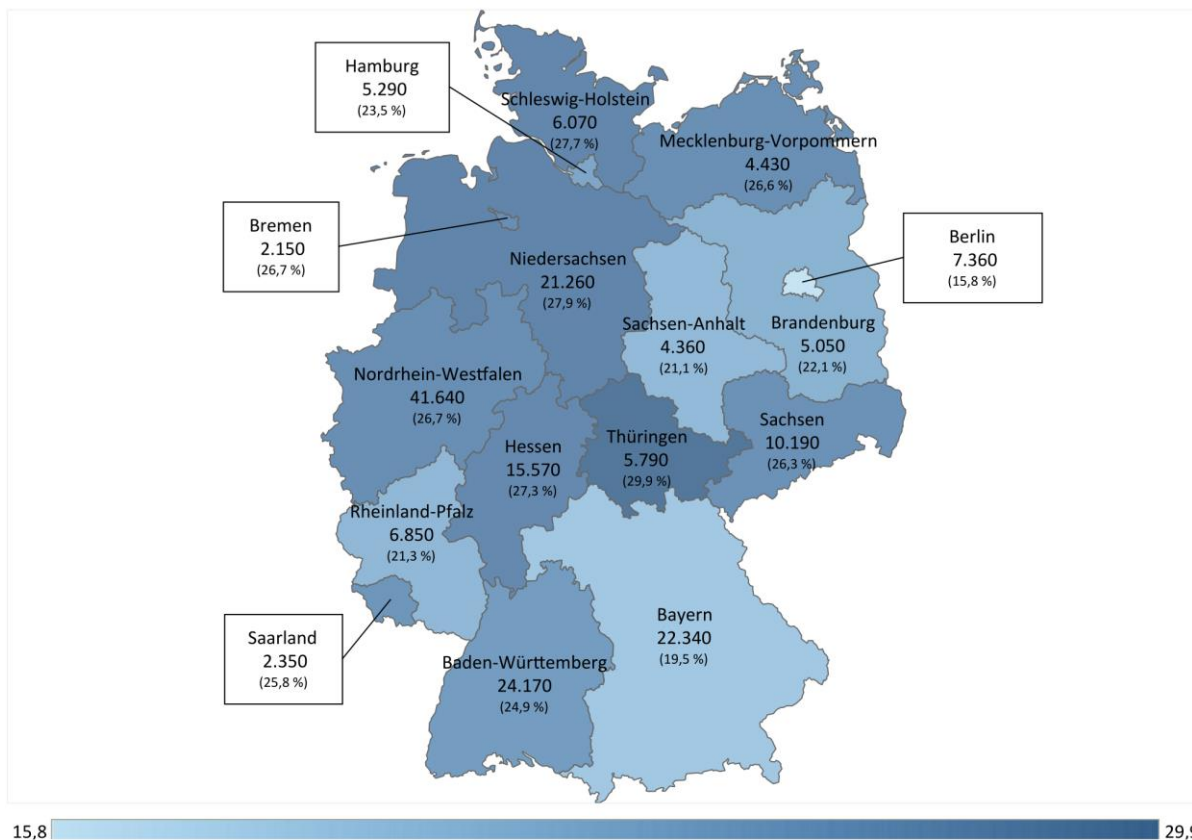 Hamburg
5.290
(23,5 %)
Schleswig-Holstein
6.070
(27,7 %)
Mecklenburg-Vorpommern
4.430
(26,6 %)
Bremen
2.150
(26,7 %)
Berlin
7.360
(15,8 %)
Niedersachsen
21.260
(27,9 %)
Sachsen-Anhalt
4.360
(21,1 %)
Brandenburg
5.050
(22,1 %)
Nordrhein-Westfalen
41.640
(26,7 %)
Hessen
15.570
(27,3 %)
Thüringen
5.790
(29,9 %)
Sachsen
10.190
(26,3 %)
Rheinland-Pfalz
6.850
(21,3 %)
Saarland
2.350
(25,8 %)
Baden-Württemberg
24.170
(24,9 %)
Bayern
22.340
(19,5 %)
15,8
29,9